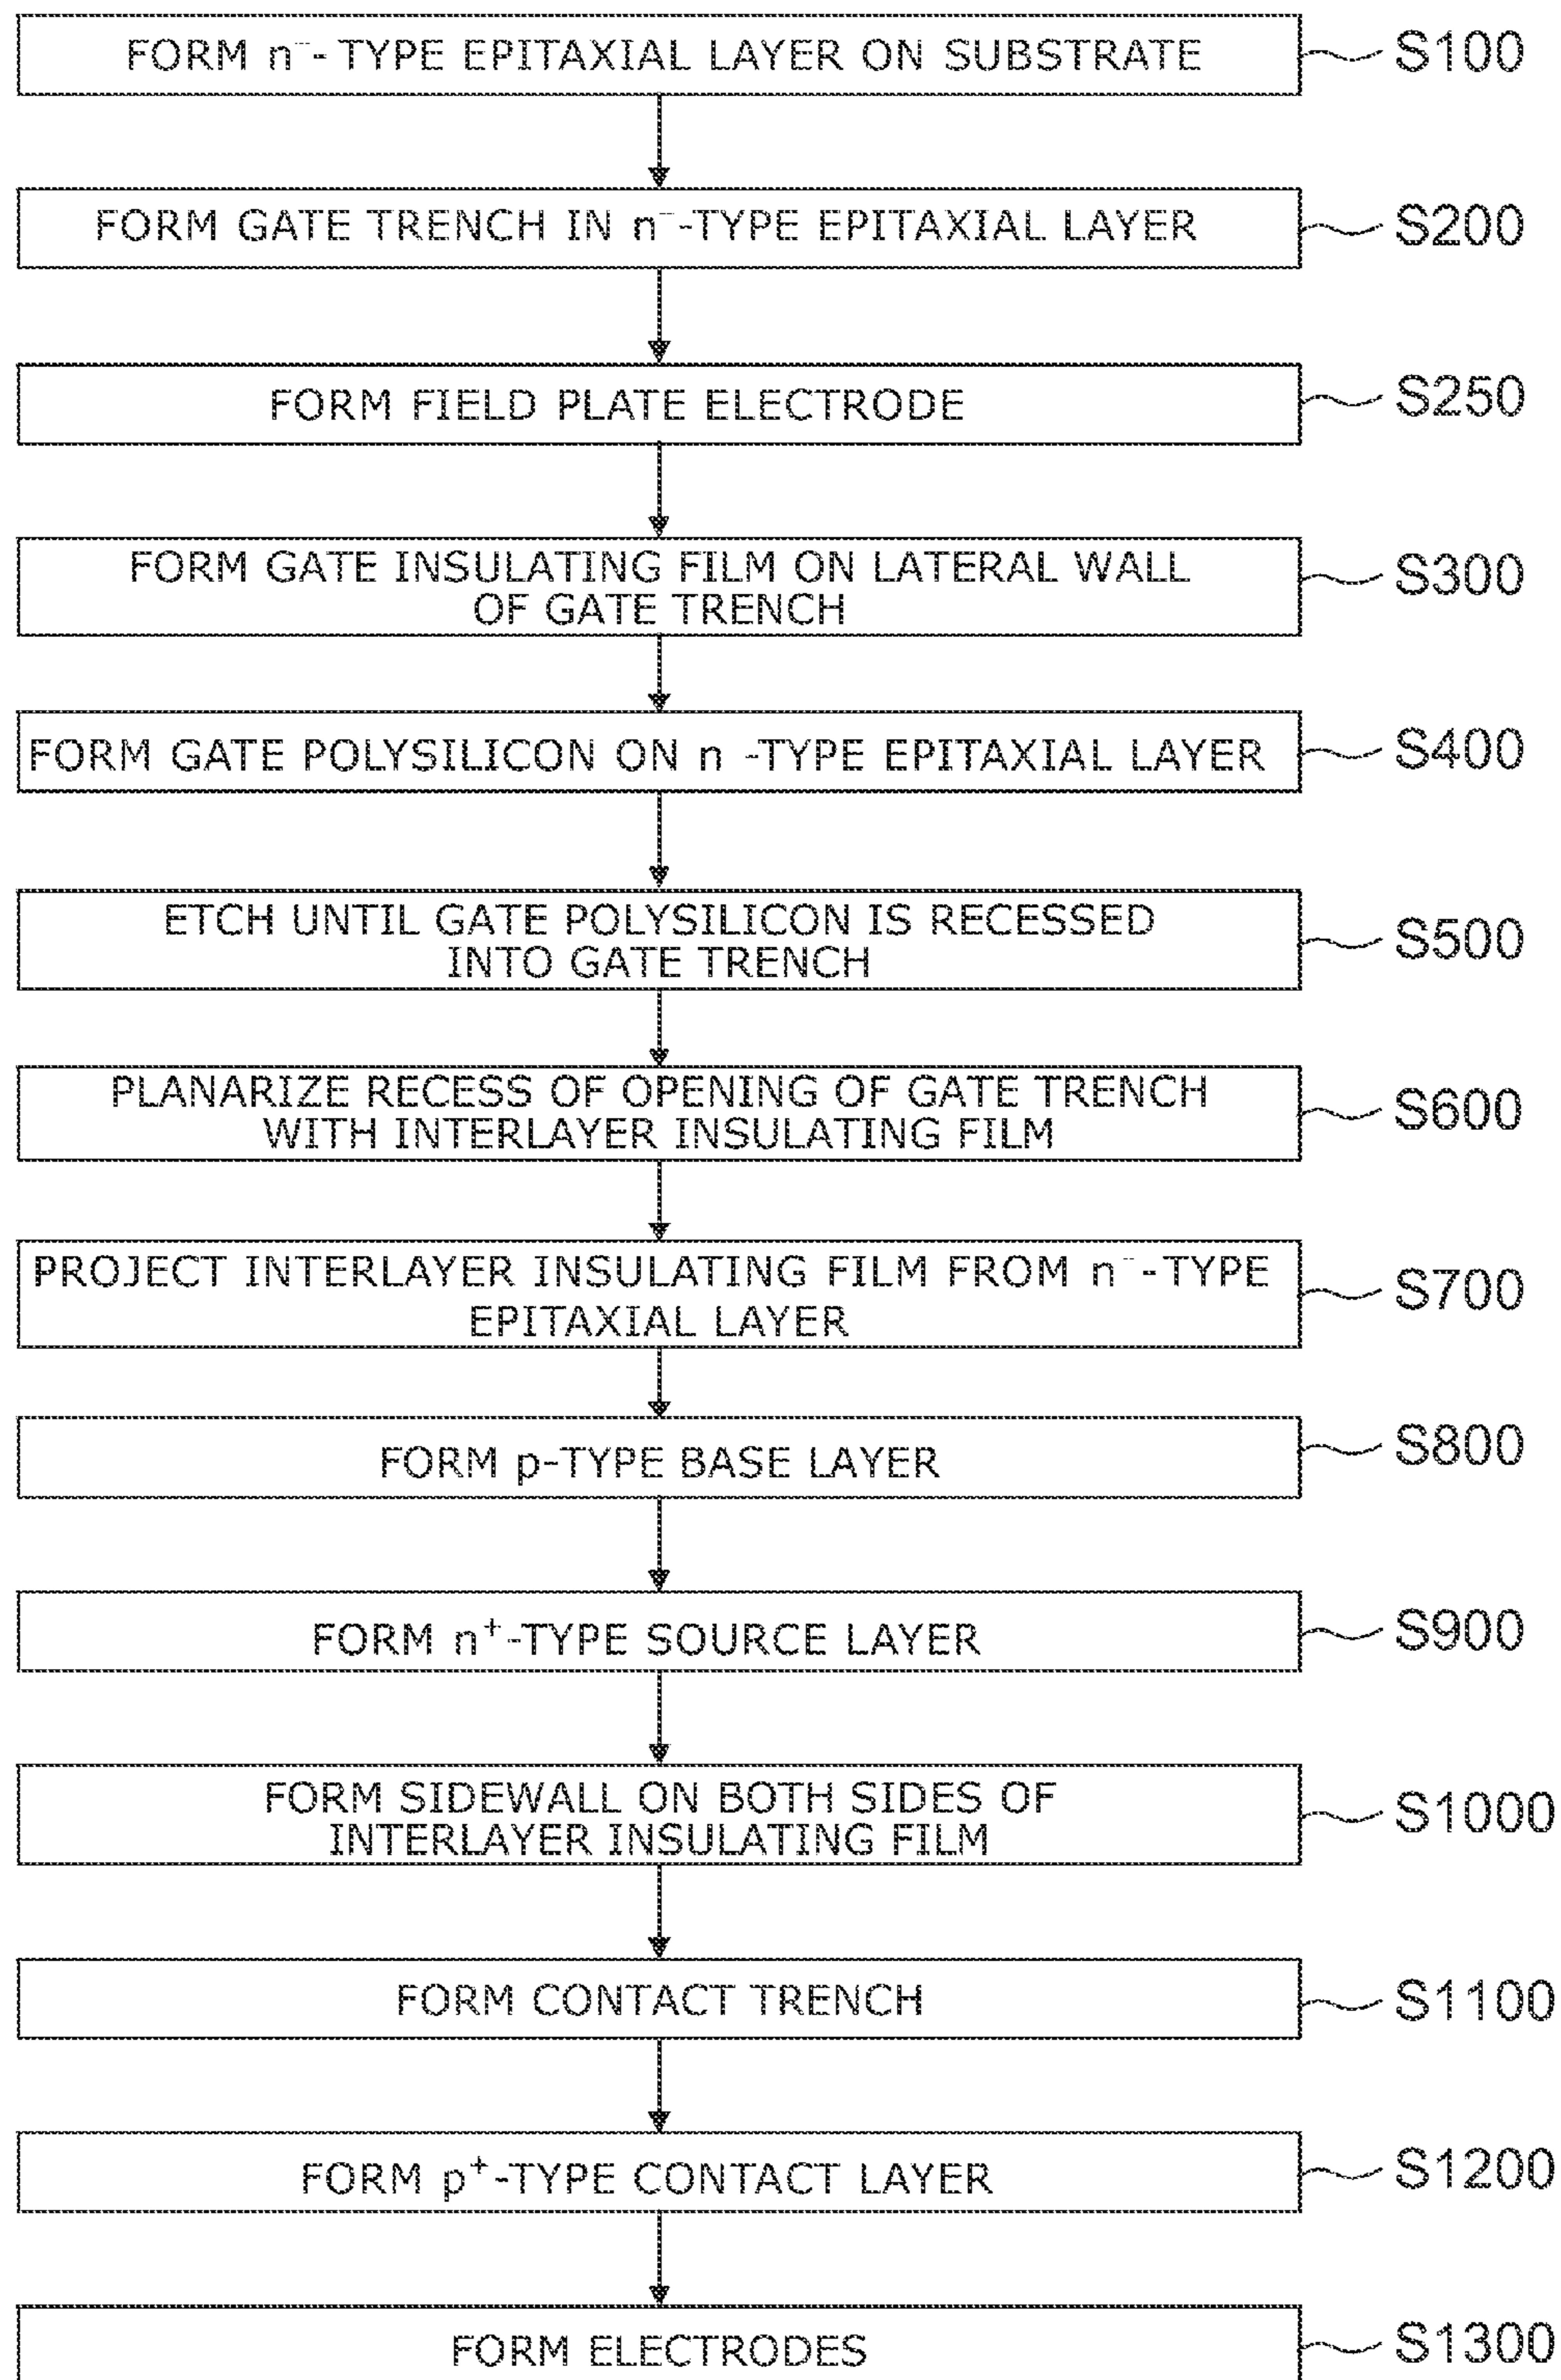 FORM n⁻-TYPE EPITAXIAL LAYER ON SUBSTRATE
S100
FORM GATE TRENCH IN n⁻-TYPE EPITAXIAL LAYER
S200
FORM FIELD PLATE ELECTRODE
S250
FORM GATE INSULATING FILM ON LATERAL WALL
OF GATE TRENCH
S300
FORM GATE POLYSILICON ON n -TYPE EPITAXIAL LAYER
S400
ETCH UNTIL GATE POLYSILICON IS RECESSED
INTO GATE TRENCH
S500
PLANARIZE RECESS OF OPENING OF GATE TRENCH
WITH INTERLAYER INSULATING FILM
S600
PROJECT INTERLAYER INSULATING FILM FROM n⁻-TYPE
EPITAXIAL LAYER
S700
FORM p-TYPE BASE LAYER
S800
FORM n⁺-TYPE SOURCE LAYER
S900
FORM SIDEWALL ON BOTH SIDES OF
INTERLAYER INSULATING FILM
S1000
FORM CONTACT TRENCH
S1100
FORM p⁺-TYPE CONTACT LAYER
S1200
FORM ELECTRODES
S1300